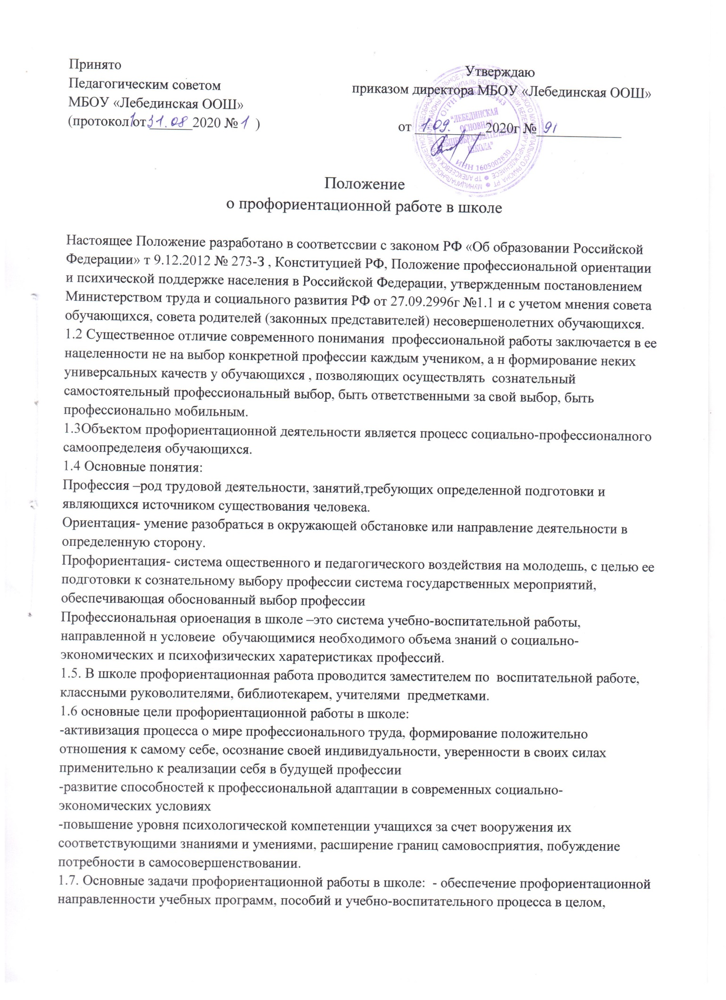 Принято
Педагогическим советом
МБОУ «Лебединская ООШ»
(протокол 1 от 31.08 2020 № 1 )
Утверждаю
приказом директора МБОУ «Лебединская ООШ»
от 1.09. 2020г № 91
"ЛЕБЕДИНСКАЯ
ОСНОВНАЯ
ОБЩЕОБРАЗОВАТЕЛЬНАЯ
ШКОЛА"
ИНН 1605002830
Положение
о профориентационной работе в школе
Настоящее Положение разработано в соответссвии с законом РФ «Об образовании Российской
Федерации» т 9.12.2012 № 273-З , Конституцией РФ, Положение профессиональной ориентации
и психической поддержке населения в Российской Федерации, утвержденным постановлением
Министерством труда и социального развития РФ от 27.09.2996г №1.1 и с учетом мнения совета
обучающихся, совета родителей (законных представителей) несовершенолетних обучающихся.
1.2 Существенное отличие современного понимания профессиональной работы заключается в ее
нацеленности не на выбор конкретной профессии каждым учеником, а н формирование неких
универсальных качеств у обучающихся , позволяющих осуществлять сознательный
самостоятельный профессиональный выбор, быть ответственными за свой выбор, быть
профессионально мобильным.
1.3Объектом профориентационной деятельности является процесс социально-профессионалного
самоопределеия обучающихся.
1.4 Основные понятия:
Профессия –род трудовой деятельности, занятий,требующих определенной подготовки и
являющихся источником существования человека.
Ориентация- умение разобраться в окружающей обстановке или направление деятельности в
определенную сторону.
Профориентация- система ощественного и педагогического воздействия на молодешь, с целью ее
подготовки к сознательному выбору профессии система государственных мероприятий,
обеспечивающая обоснованный выбор профессии
Профессиональная ориоенация в школе –это система учебно-воспитательной работы,
направленной н условеие обучающимися необходимого объема знаний о социально-
экономических и психофизических харатеристиках профессий.
1.5. В школе профориентационная работа проводится заместителем по воспитательной работе,
классными руководителями, библиотекарем, учителями предметками.
1.6 основные цели профориентационной работы в школе:
-активизация процесса о мире профессионального труда, формирование положительно
отношения к самому себе, осознание своей индивидуальности, уверенности в своих силах
применительно к реализации себя в будущей профессии
-развитие способностей к профессиональной адаптации в современных социально-
экономических условиях
-повышение уровня психологической компетенции учащихся за счет вооружения их
соответствующими знаниями и умениями, расширение границ самовосприятия, побуждение
потребности в самосовершенствовании.
1.7. Основные задачи профориентационной работы в школе: - обеспечение профориентационной
направленности учебных программ, пособий и учебно-воспитательного процесса в целом,